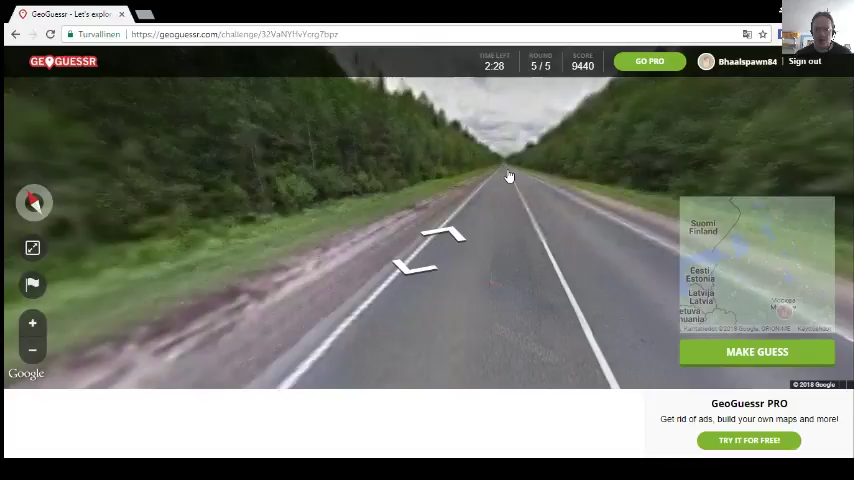 GeoGuessr - Let's explor
Turvallinen
https://geoguessr.com/challenge/32VaNYHvYcrg7bpz
GEOGUESSR
TIME LEFT
2:28
ROUND
5 / 5
SCORE
9440
GO PRO
Bhaalspawn84
Sign out
Suomi
Finland
Eesti
Estonia
Latvija
Latvia
Москва
MAKE GUESS
Google
© 2018 Google
GeoGuessr PRO
Get rid of ads, build your own maps and more!
TRY IT FOR FREE!